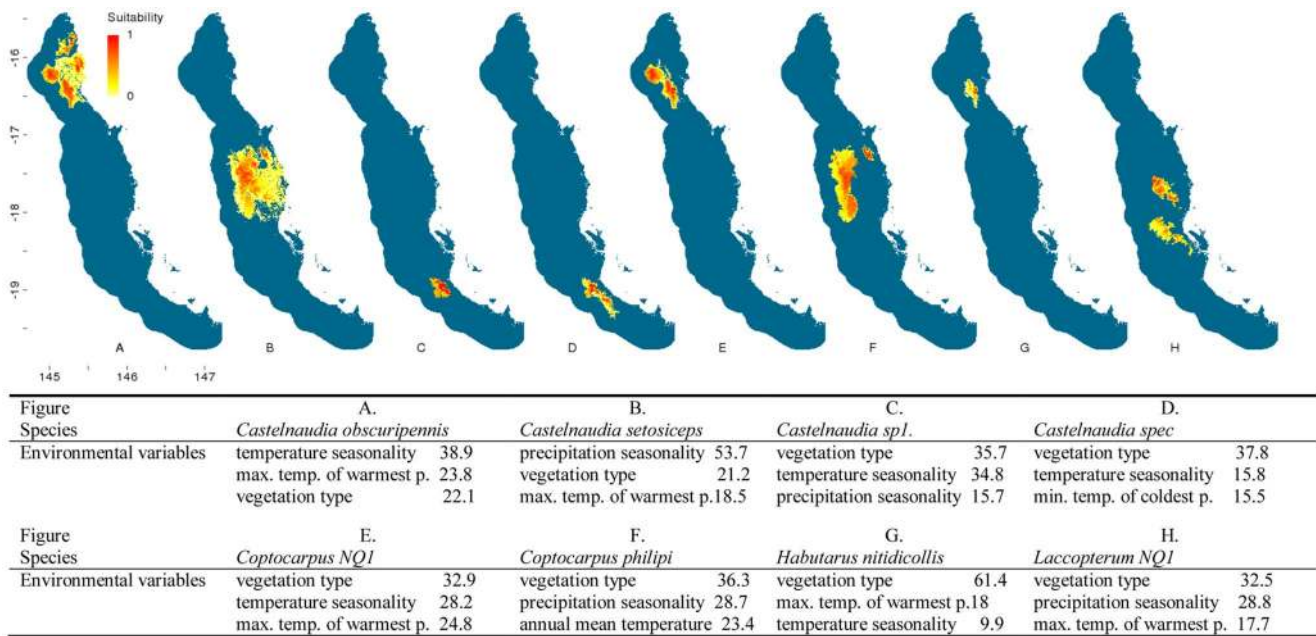 Suitability
1
0
-16
-17
-18
-19
A B C D E F G H
145 146 147
Figure A. B. C. D.
Species Castelnaudia obscuripennis Castelnaudia setosiceps Castelnaudia sp1. Castelnaudia spec
Environmental variables temperature seasonality 38.9 precipitation seasonality 53.7 vegetation type 35.7 vegetation type 37.8
max. temp. of warmest p. 23.8 vegetation type 21.2 temperature seasonality 34.8 temperature seasonality 15.8
vegetation type 22.1 max. temp. of warmest p.18.5 precipitation seasonality 15.7 min. temp. of coldest p. 15.5
Figure E. F. G. H.
Species Coptocarpus NQ1 Coptocarpus philipi Habutarus nitidicollis Laccopterum NQ1
Environmental variables vegetation type 32.9 vegetation type 36.3 vegetation type 61.4 vegetation type 32.5
temperature seasonality 28.2 precipitation seasonality 28.7 max. temp. of warmest p.18 precipitation seasonality 28.8
max. temp. of warmest p. 24.8 annual mean temperature 23.4 temperature seasonality 9.9 max. temp. of warmest p. 17.7